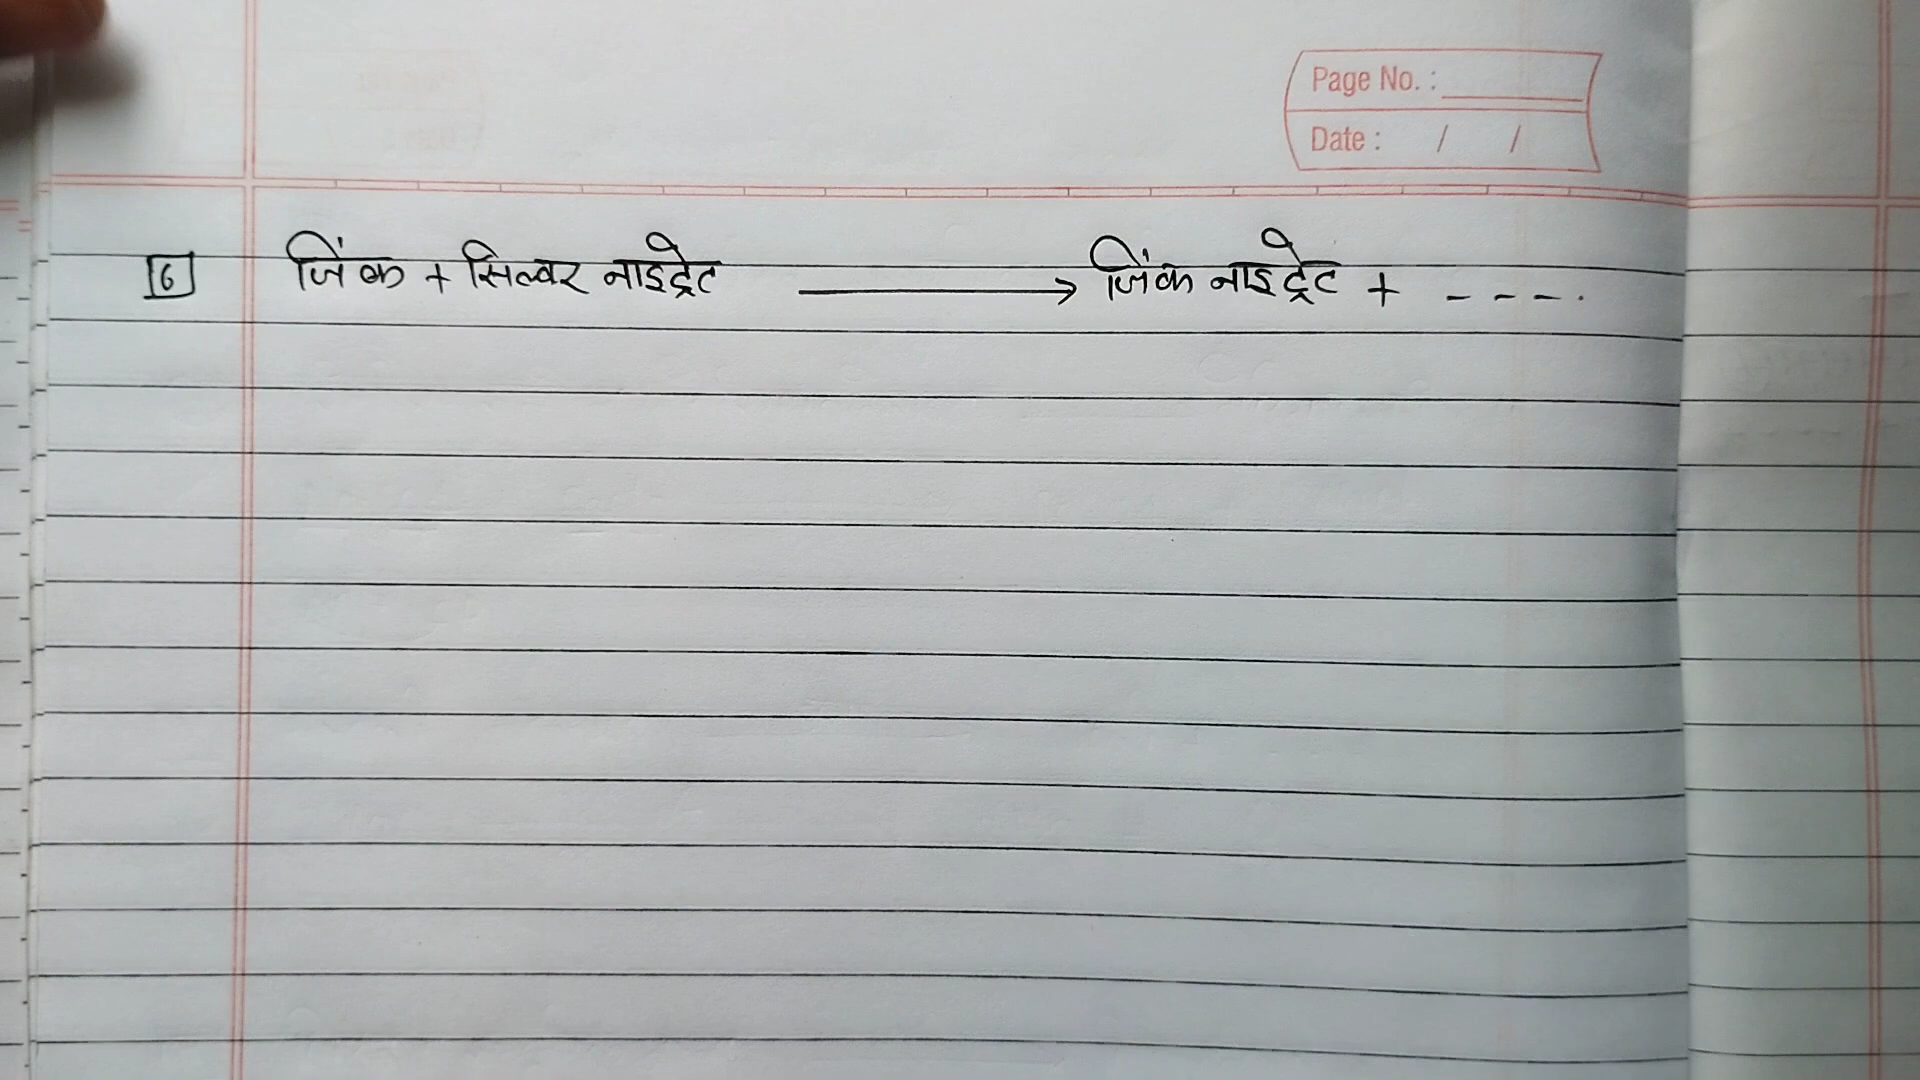 Page No. :
Date : / /
6 जिंक + सिल्वर नाइट्रेट ⟶ जिंक नाइट्रेट + - - - .